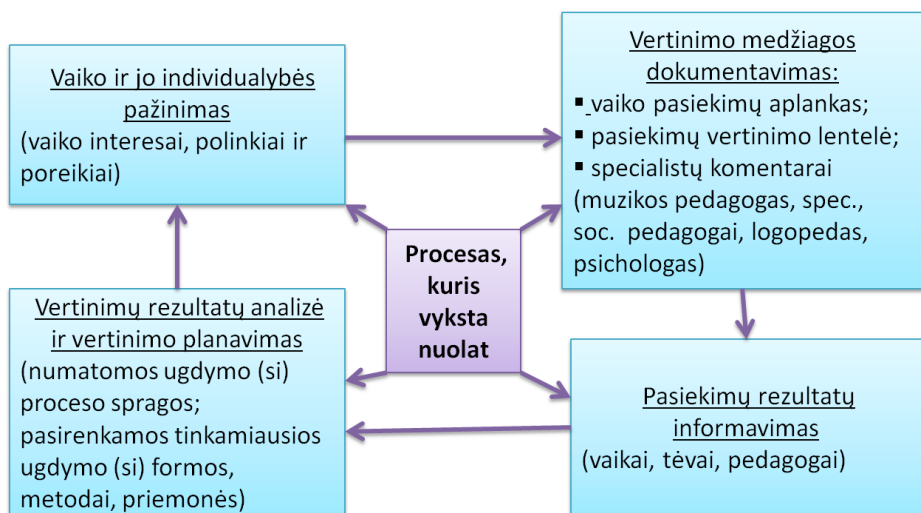 Vaiko ir jo individualybės
pažinimas
(vaiko interesai, polinkiai ir
poreikiai)
Vertinimo medžiagos
dokumentavimas:
▪ vaiko pasiekimų aplankas;
▪ pasiekimų vertinimo lentelė;
▪ specialistų komentarai
(muzikos pedagogas, spec.,
soc. pedagogai, logopedas,
psichologas)
Procesas,
kuris
vyksta
nuolat
Vertinimų rezultatų analizė
ir vertinimo planavimas
(numatomos ugdymo (si)
proceso spragos;
pasirenkamos tinkamiausios
ugdymo (si) formos,
metodai, priemonės)
Pasiekimų rezultatų
informavimas
(vaikai, tėvai, pedagogai)